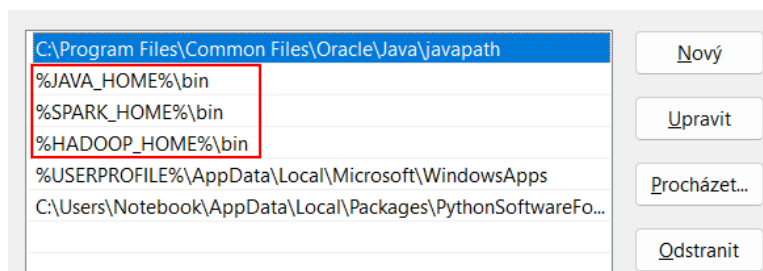 C:\Program Files\Common Files\Oracle\Java\javapath
%JAVA_HOME%\bin
%SPARK_HOME%\bin
%HADOOP_HOME%\bin
%USERPROFILE%\AppData\Local\Microsoft\WindowsApps
C:\Users\Notebook\AppData\Local\Packages\PythonSoftwareFo...
Nový
Upravit
Procházet...
Odstranit